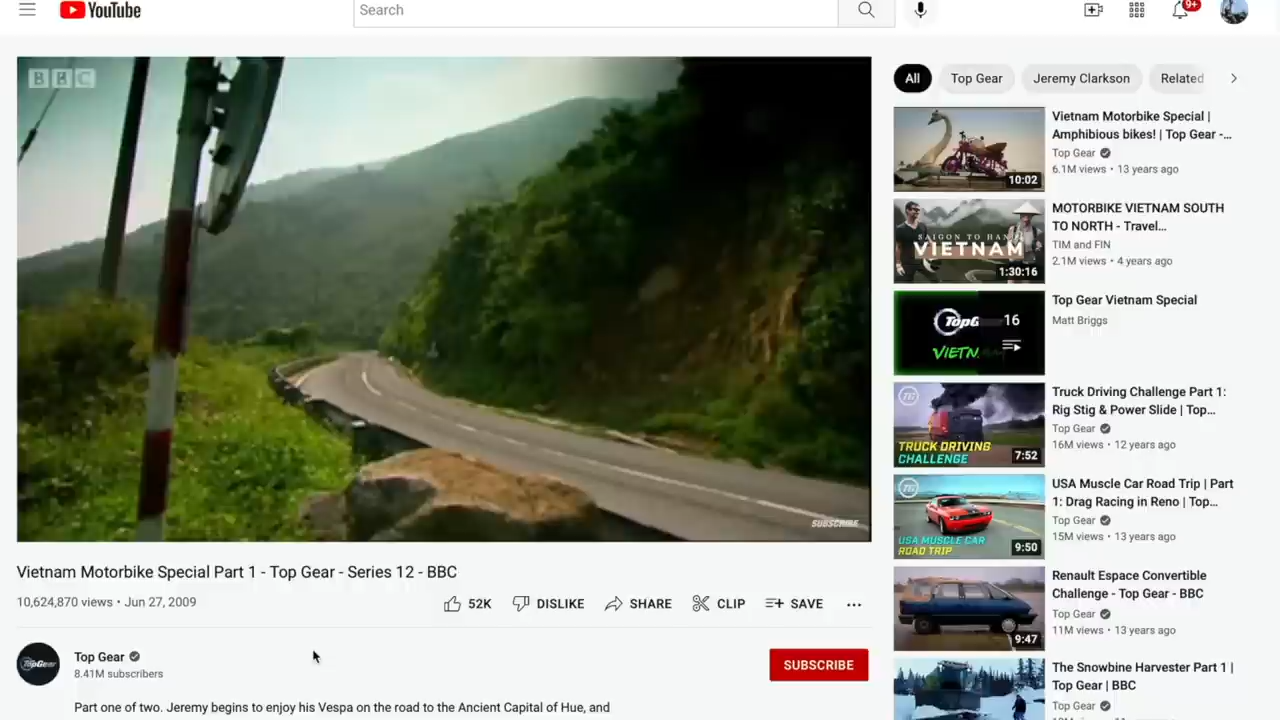 YouTube
Search
9+
BBC
SUBSCRIBE
Vietnam Motorbike Special Part 1 - Top Gear - Series 12 - BBC
10,624,870 views • Jun 27, 2009
52K
DISLIKE
SHARE
CLIP
SAVE
TopGear
Top Gear
8.41M subscribers
SUBSCRIBE
Part one of two. Jeremy begins to enjoy his Vespa on the road to the Ancient Capital of Hue, and
All
Top Gear
Jeremy Clarkson
Related
10:02
Vietnam Motorbike Special |
Amphibious bikes! | Top Gear -...
Top Gear
6.1M views • 13 years ago
SAIGON TO HAN
VIETNAM
1:30:16
MOTORBIKE VIETNAM SOUTH
TO NORTH - Travel...
TIM and FIN
2.1M views • 4 years ago
TopG
VIETN
16
Top Gear Vietnam Special
Matt Briggs
TG
TRUCK DRIVING
CHALLENGE
7:52
Truck Driving Challenge Part 1:
Rig Stig & Power Slide | Top...
Top Gear
16M views • 12 years ago
TG
USA MUSCLE CAR
ROAD TRIP
9:50
USA Muscle Car Road Trip | Part
1: Drag Racing in Reno | Top...
Top Gear
15M views • 13 years ago
9:47
Renault Espace Convertible
Challenge - Top Gear - BBC
Top Gear
11M views • 13 years ago
The Snowbine Harvester Part 1 |
Top Gear | BBC
Top Gear